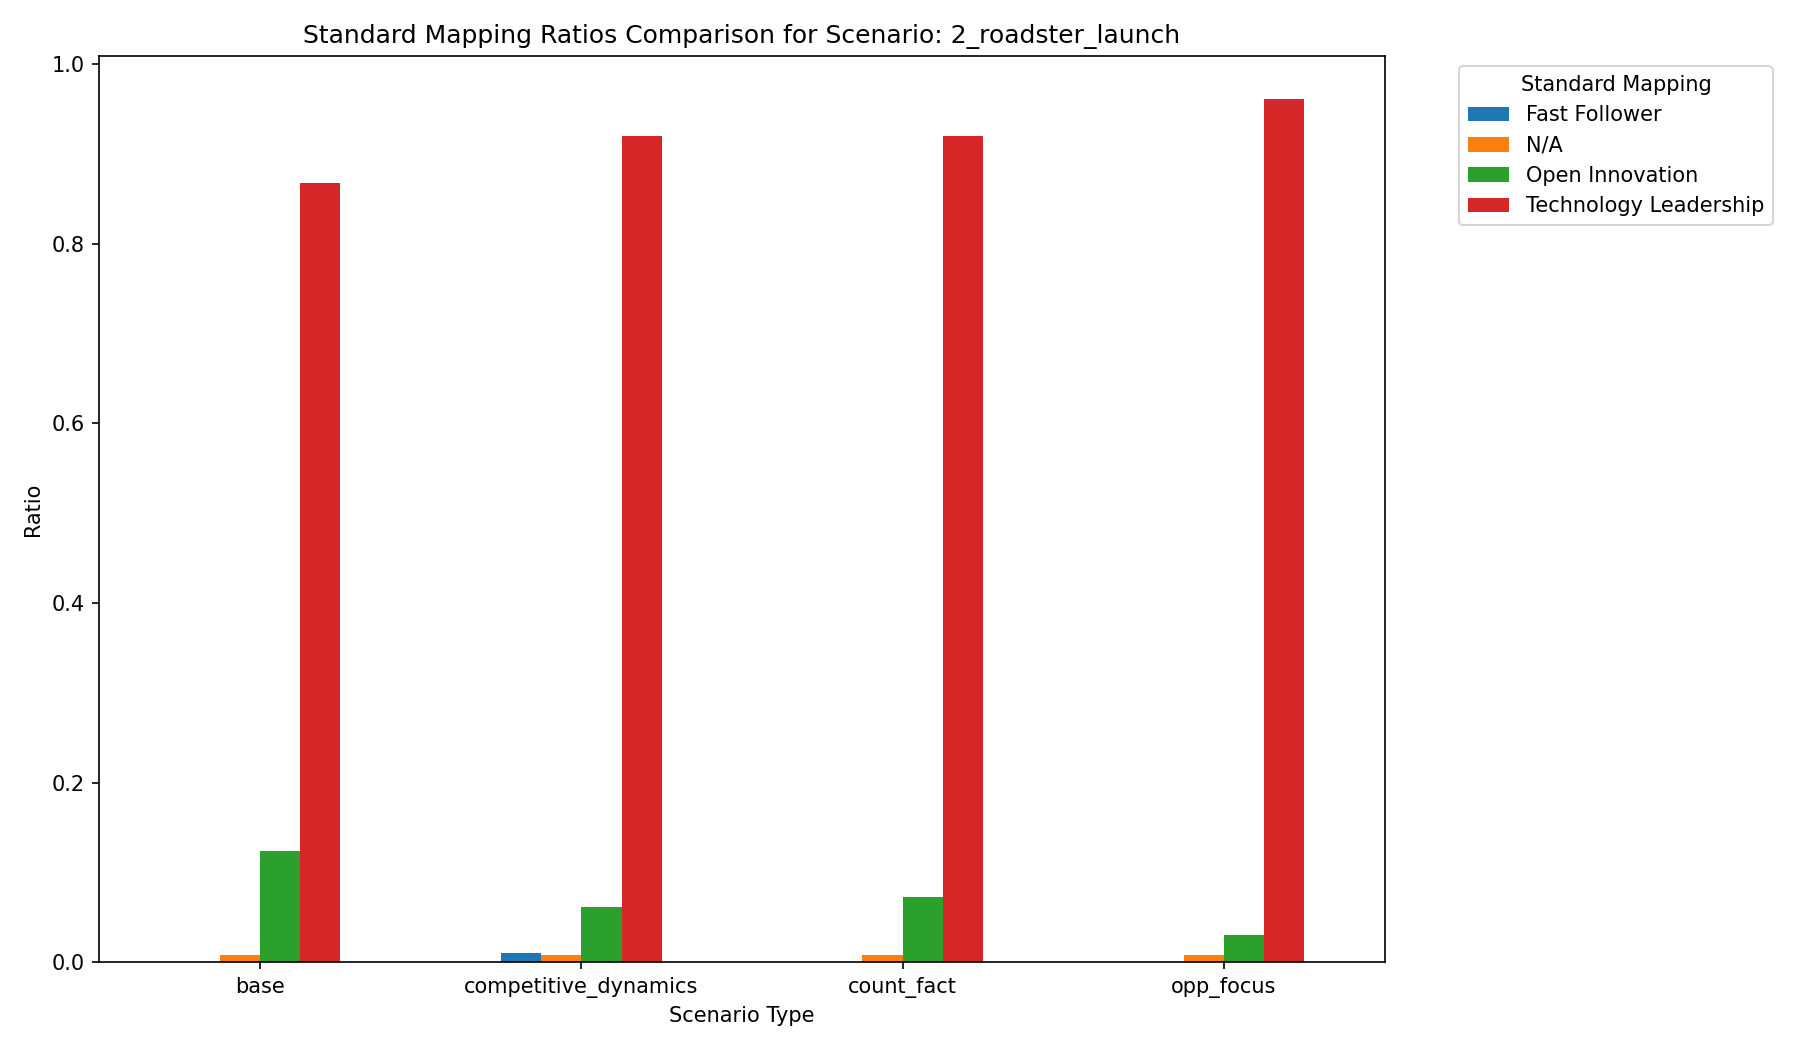 Standard Mapping Ratios Comparison for Scenario: 2_roadster_launch
Standard Mapping
Fast Follower
N/A
Open Innovation
Technology Leadership
Ratio
1.0
0.8
0.6
0.4
0.2
0.0
base
competitive_dynamics
count_fact
opp_focus
Scenario Type